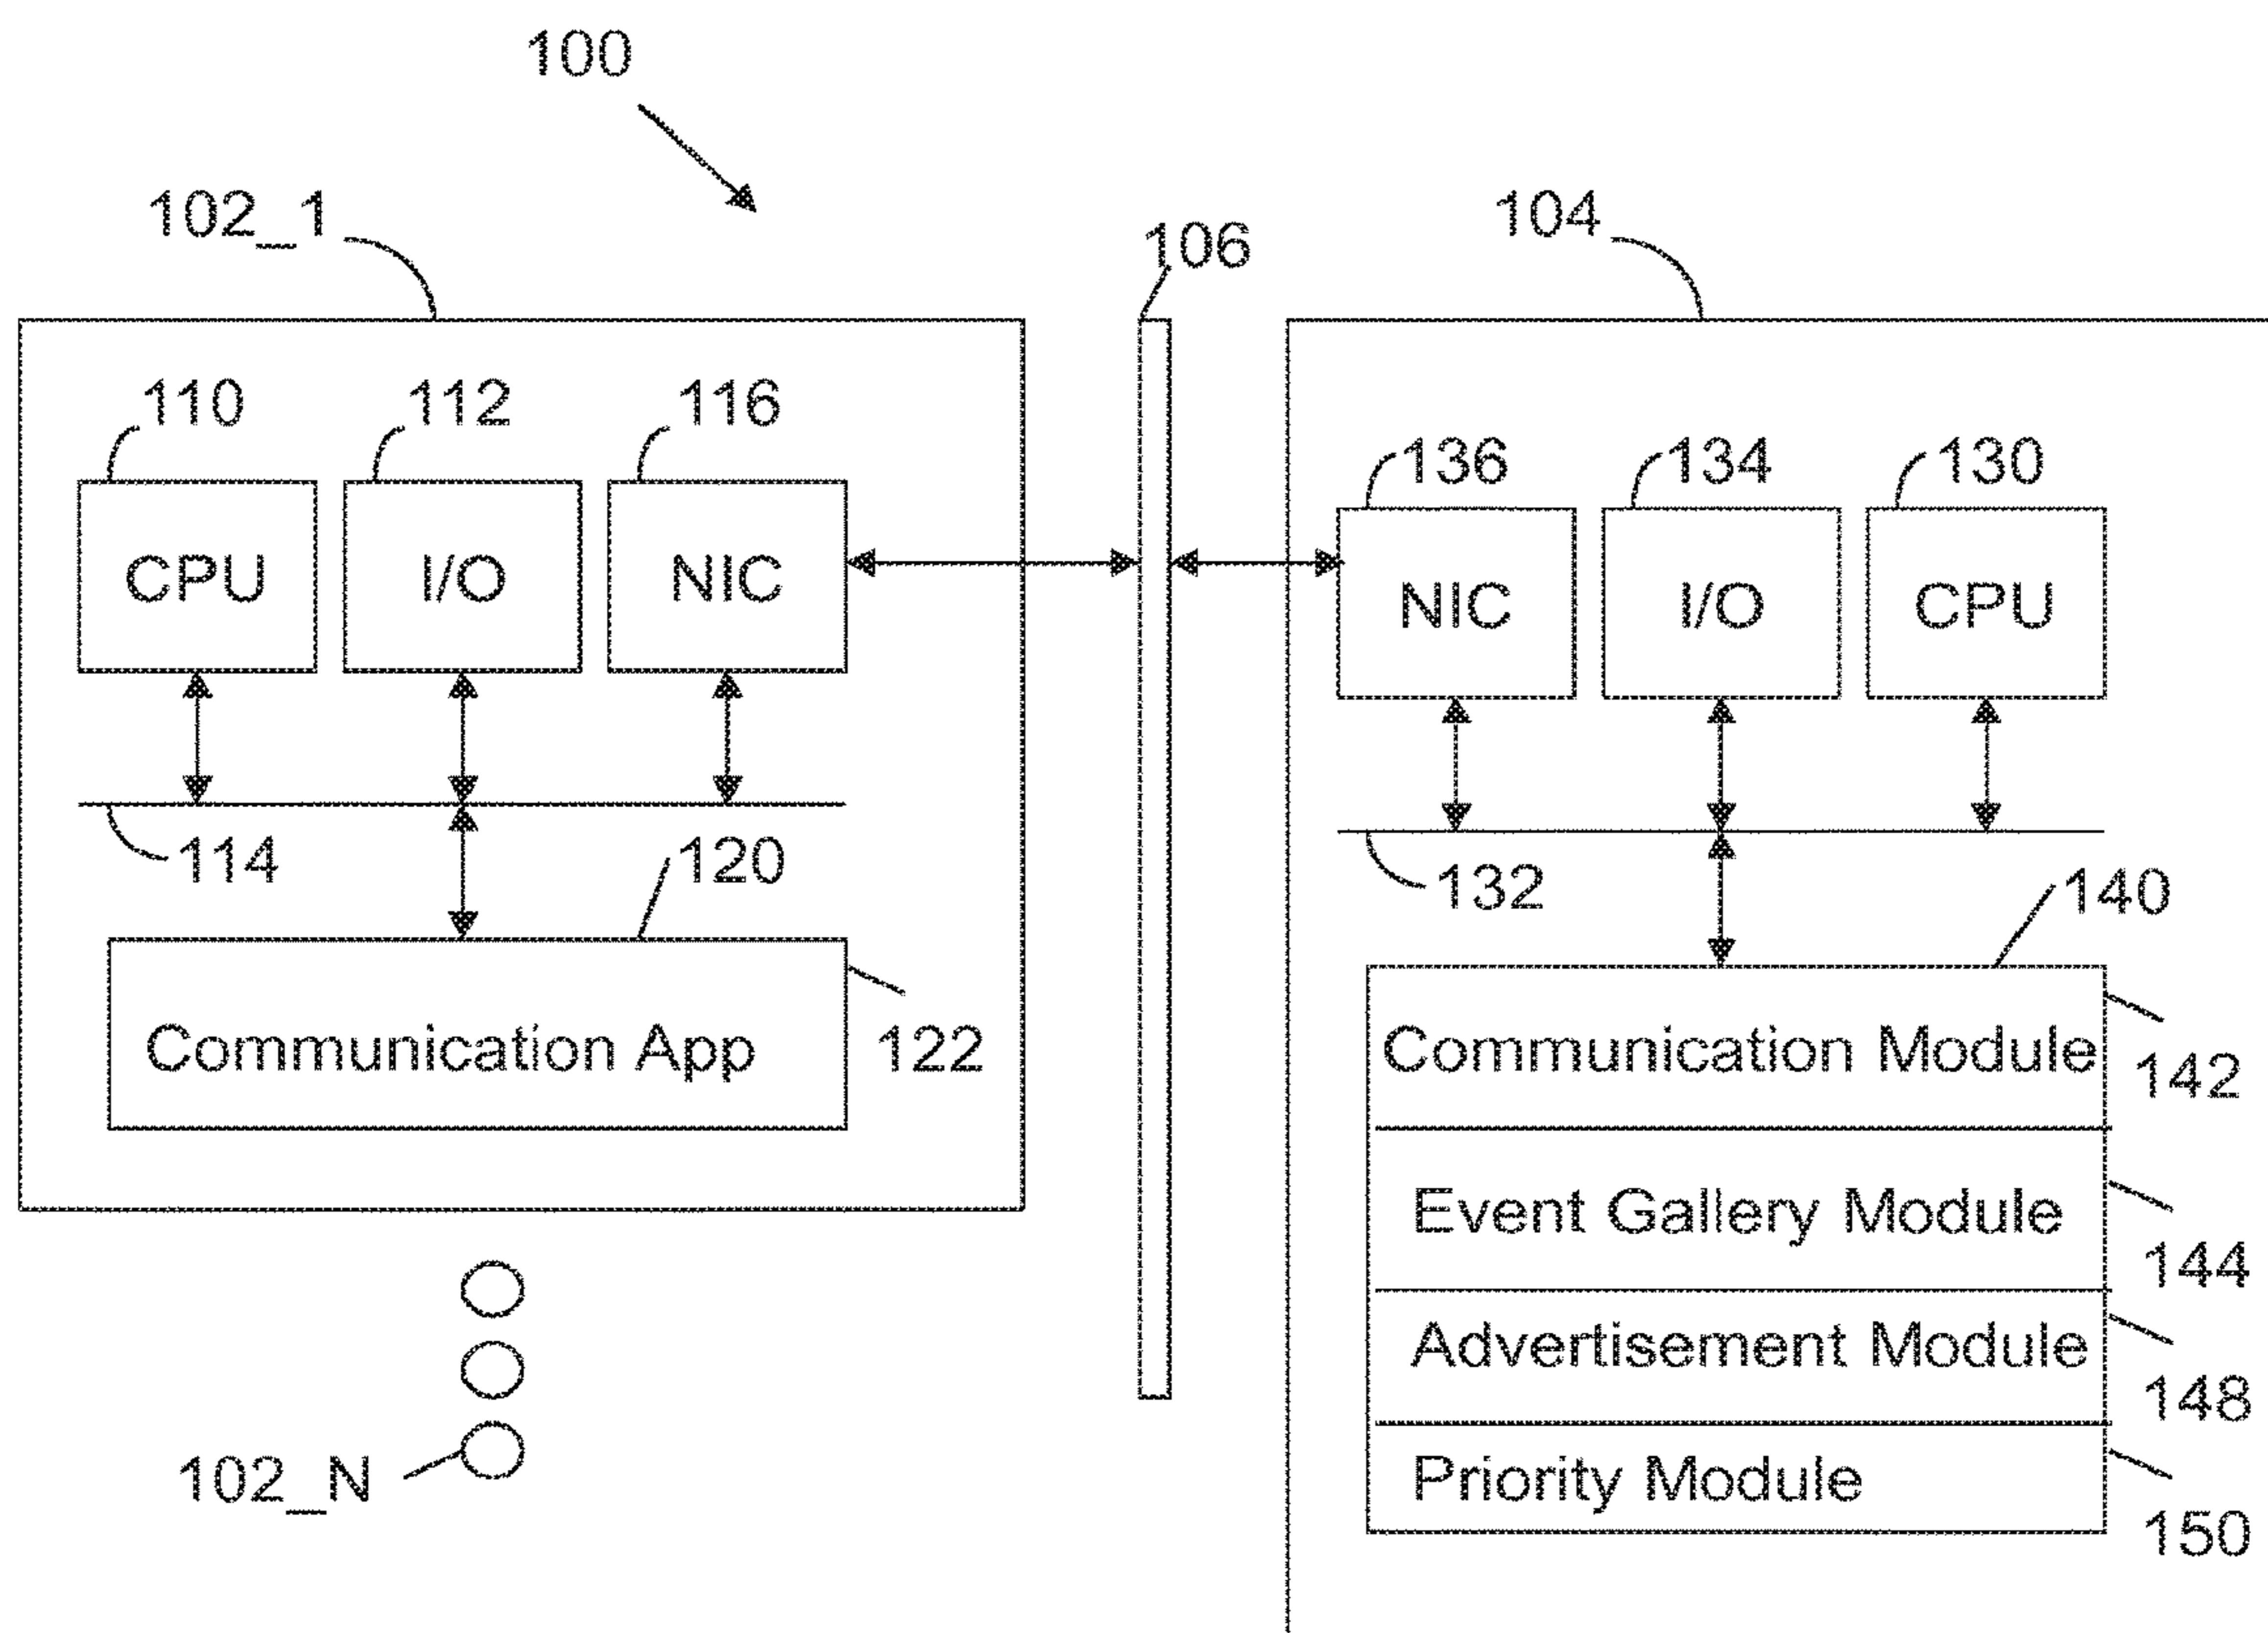 100
102_1
106
104
110
112
116
136
134
130
CPU
I/O
NIC
NIC
I/O
CPU
114
120
132
140
Communication App
122
Communication Module
142
Event Gallery Module
144
Advertisement Module
148
102_N
Priority Module
150